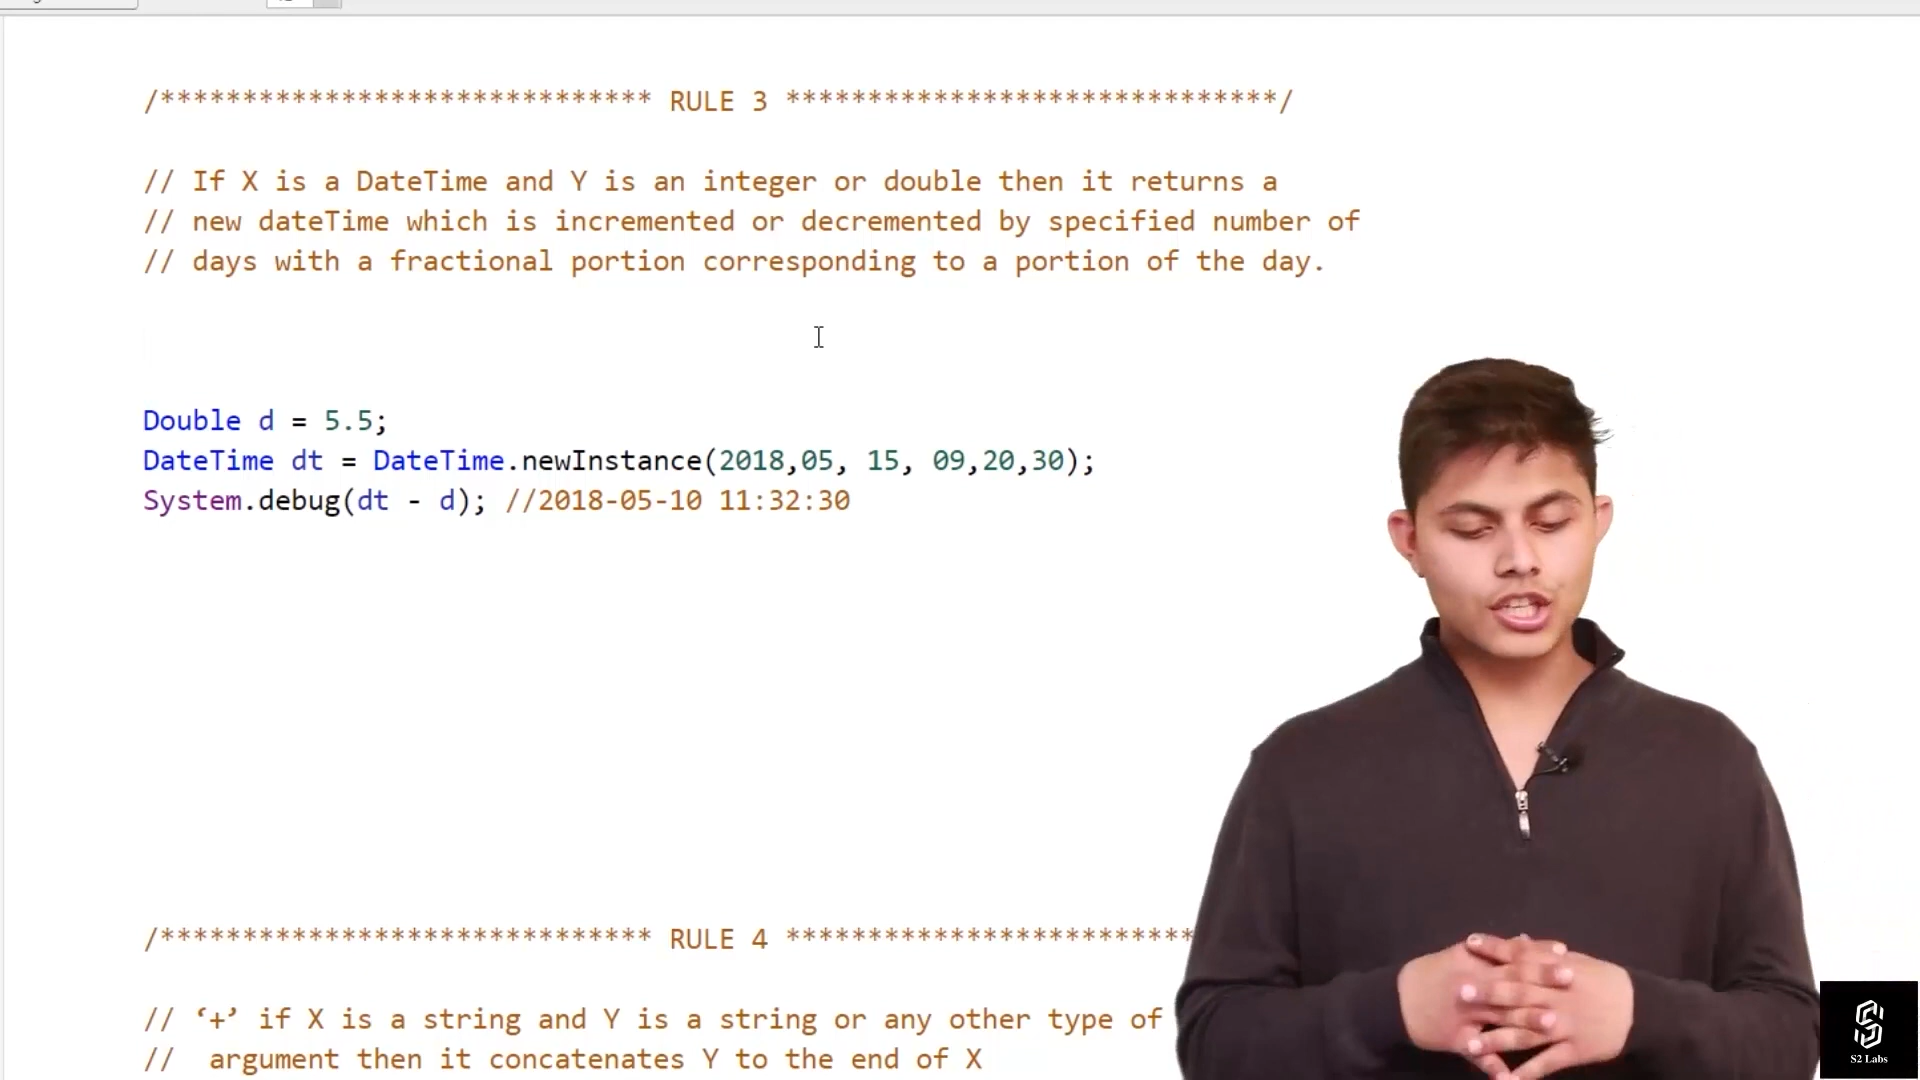 /****************************** RULE 3 ******************************/
// If X is a DateTime and Y is an integer or double then it returns a
// new dateTime which is incremented or decremented by specified number of
// days with a fractional portion corresponding to a portion of the day.
Double d = 5.5;
DateTime dt = DateTime.newInstance(2018,05, 15, 09,20,30);
System.debug(dt - d); //2018-05-10 11:32:30
/****************************** RULE 4 *************************
// ‘+’ if X is a string and Y is a string or any other type of
//  argument then it concatenates Y to the end of X
S2 Labs